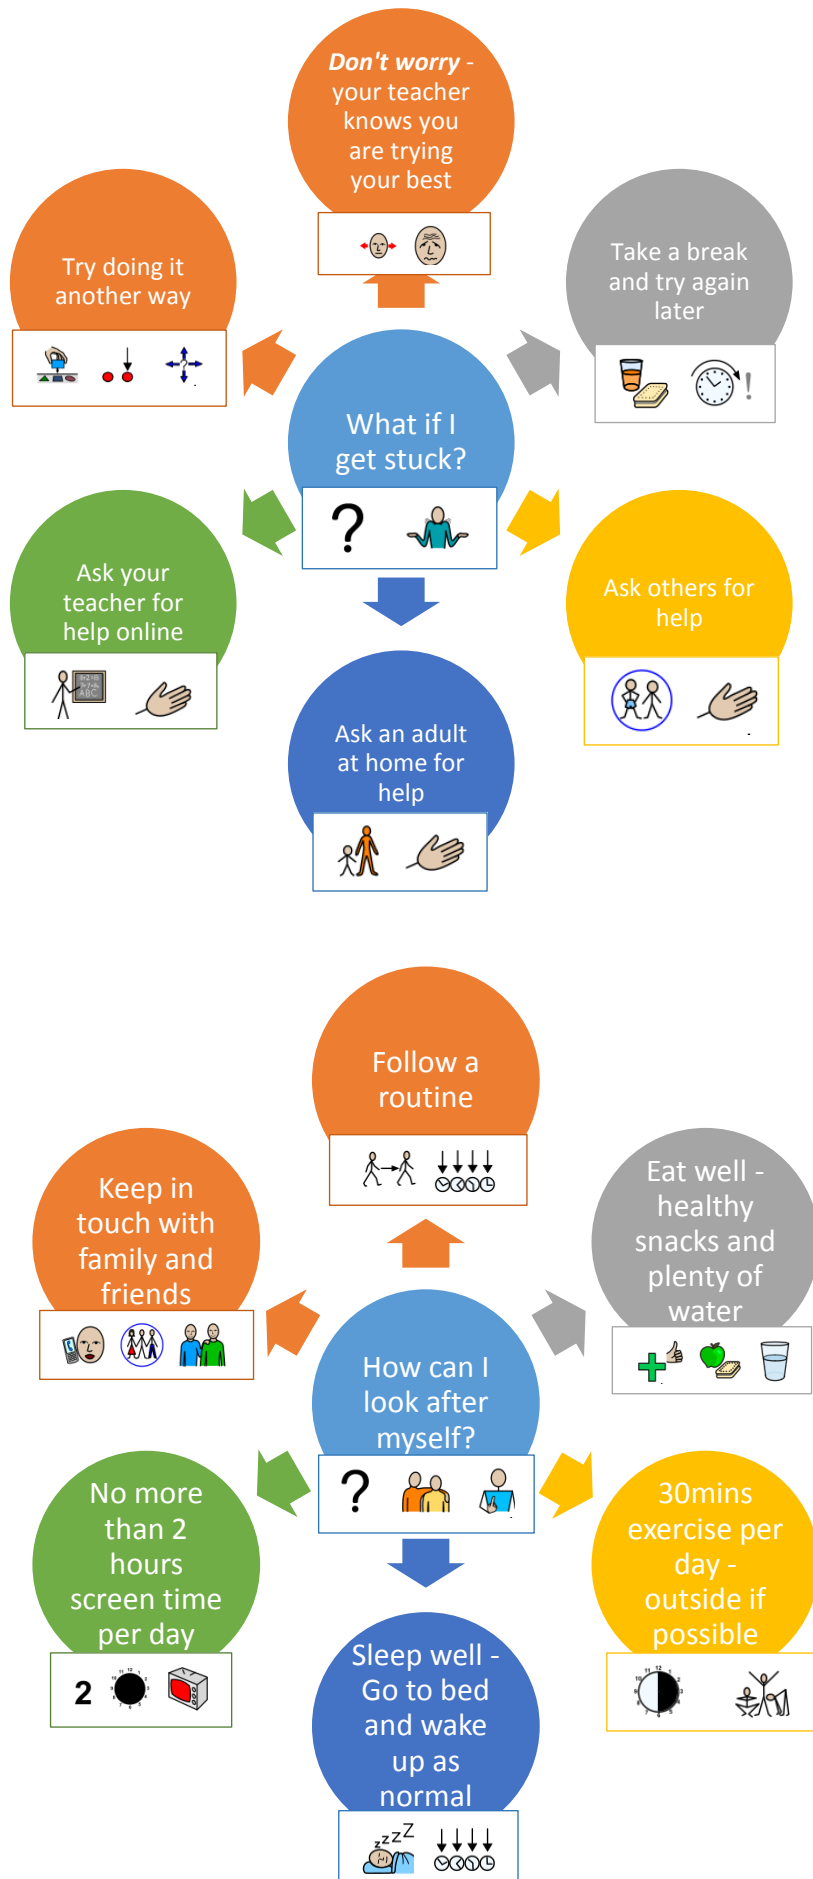 Don't worry -
your teacher
knows you
are trying
your best
Try doing it
another way
Take a break
and try again
later
What if I
get stuck?
?
Ask your
teacher for
help online
ABC
Ask others for
help
Ask an adult
at home for
help
Follow a
routine
Keep in
touch with
family and
friends
Eat well -
healthy
snacks and
plenty of
water
How can I
look after
myself?
?
No more
than 2
hours
screen time
per day
2
30mins
exercise per
day -
outside if
possible
Sleep well -
Go to bed
and wake
up as
normal
zzzZZ